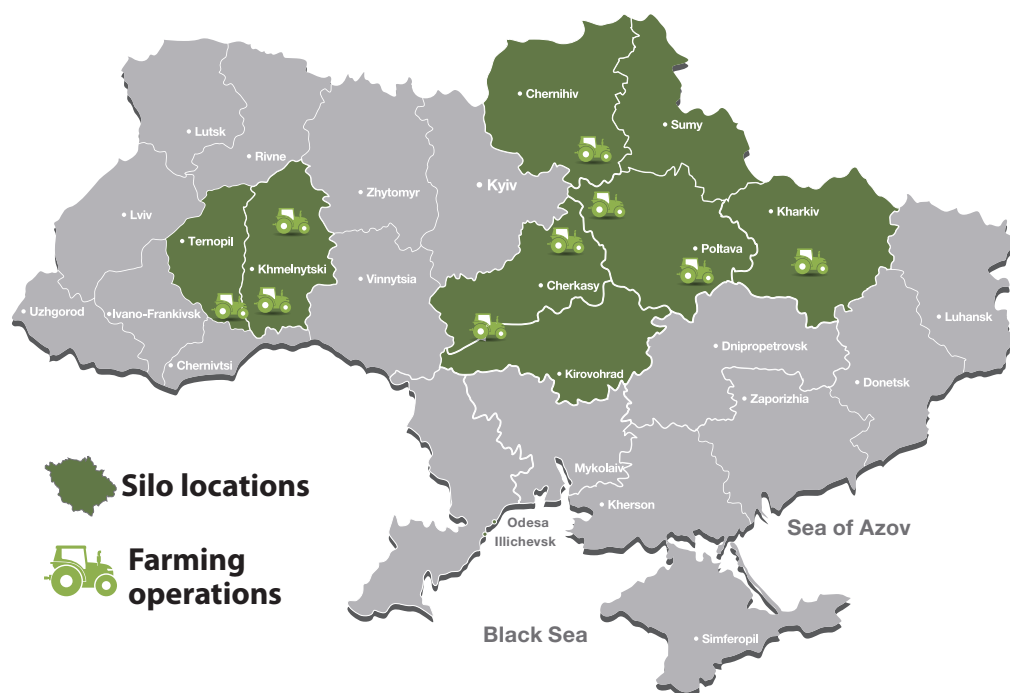 Chernihiv
Sumy
Lutsk
Rivne
Kyiv
Zhytomyr
Kharkiv
Lviv
Ternopil
Poltava
Khmelnytski
Vinnytsia
Cherkasy
Uzhgorod
Ivano-Frankivsk
Luhansk
Dnipropetrovsk
Chernivtsi
Kirovohrad
Donetsk
Zaporizhia
Mykolaiv
Silo locations
Kherson
Odesa
Illichevsk
Sea of Azov
Farming
operations
Black Sea
Simferopil